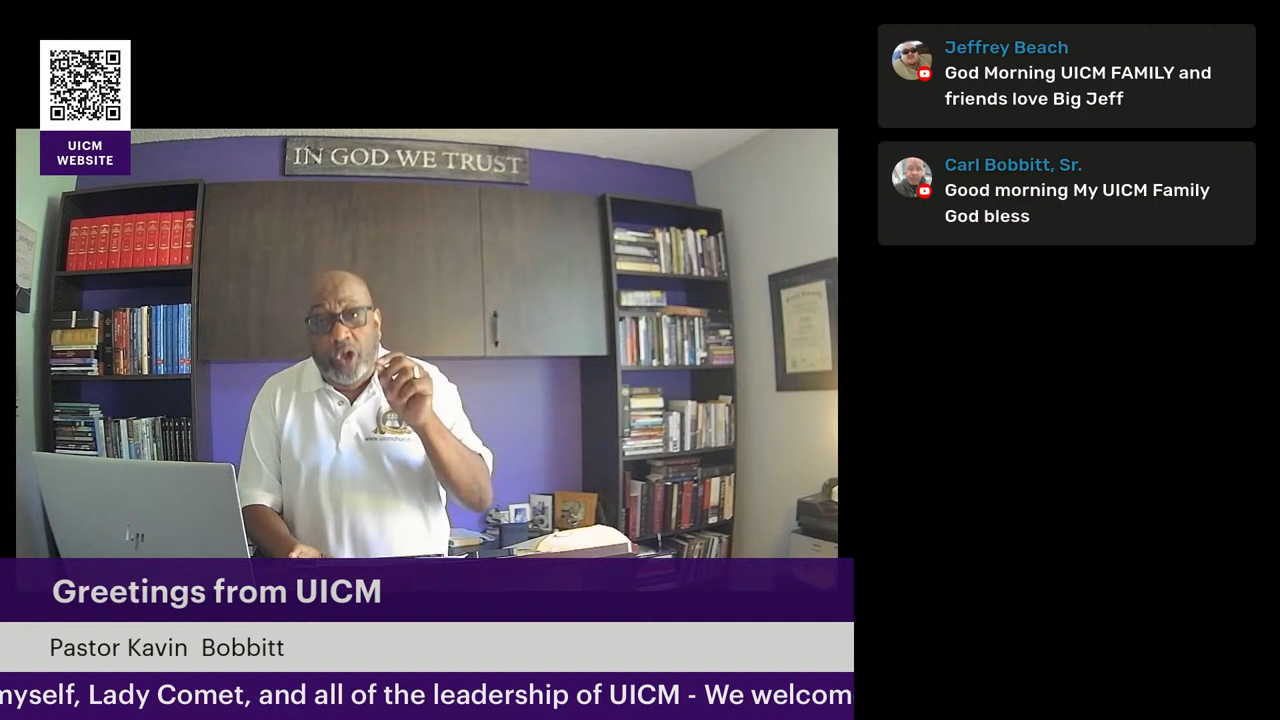 UICM
WEBSITE
IN GOD WE TRUST
Greetings from UICM
Pastor Kavin Bobbitt
myself, Lady Comet, and all of the leadership of UICM - We welcom
Jeffrey Beach
God Morning UICM FAMILY and
friends love Big Jeff
Carl Bobbitt, Sr.
Good morning My UICM Family
God bless